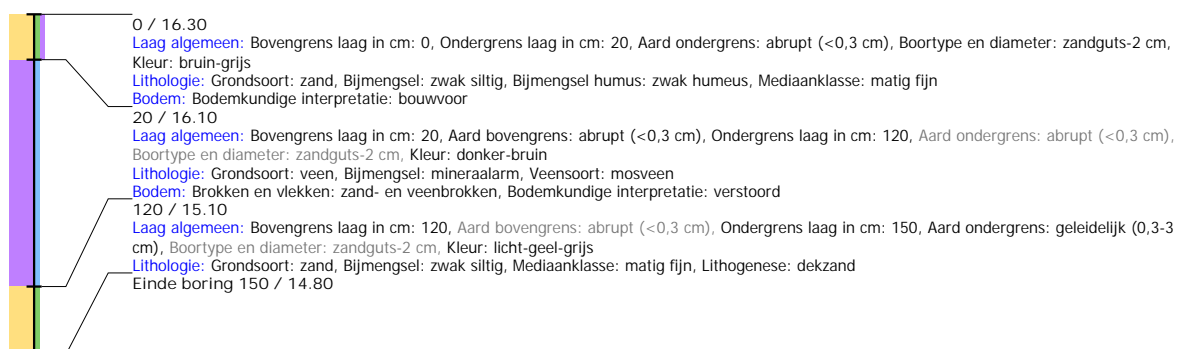 0 / 16.30
Laag algemeen: Bovengrens laag in cm: 0, Ondergrens laag in cm: 20, Aard ondergrens: abrupt (<0,3 cm), Boortype en diameter: zandguts-2 cm,
Kleur: bruin-grijs
Lithologie: Grondsoort: zand, Bijmengsel: zwak siltig, Bijmengsel humus: zwak humeus, Mediaanklasse: matig fijn
Bodem: Bodemkundige interpretatie: bouwvoor
20 / 16.10
Laag algemeen: Bovengrens laag in cm: 20, Aard bovengrens: abrupt (<0,3 cm), Ondergrens laag in cm: 120, Aard ondergrens: abrupt (<0,3 cm),
Boortype en diameter: zandguts-2 cm, Kleur: donker-bruin
Lithologie: Grondsoort: veen, Bijmengsel: mineraalarm, Veensoort: mosveen
Bodem: Brokken en vlekken: zand- en veenbrokken, Bodemkundige interpretatie: verstoord
120 / 15.10
Laag algemeen: Bovengrens laag in cm: 120, Aard bovengrens: abrupt (<0,3 cm), Ondergrens laag in cm: 150, Aard ondergrens: geleidelijk (0,3-3
cm), Boortype en diameter: zandguts-2 cm, Kleur: licht-geel-grijs
Lithologie: Grondsoort: zand, Bijmengsel: zwak siltig, Mediaanklasse: matig fijn, Lithogenese: dekzand
Einde boring 150 / 14.80